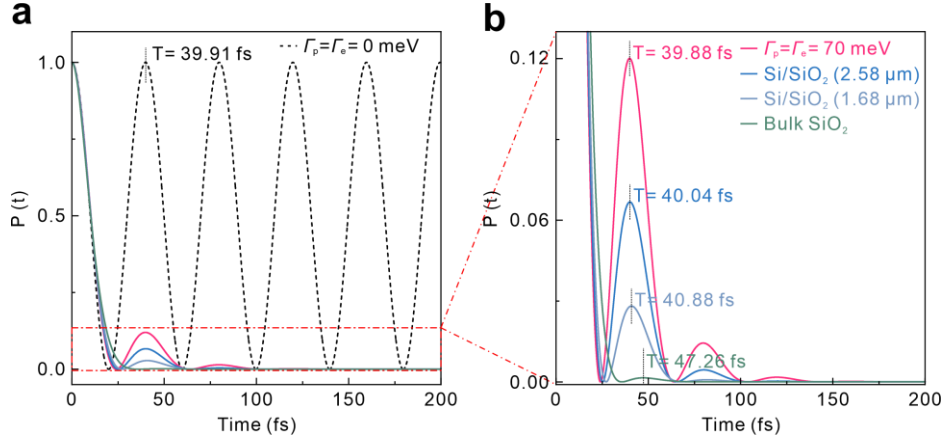 a
T= 39.91 fs
Γp=Γe= 0 meV
1.0
0.5
0.0
P (t)
0 50 100 150 200
Time (fs)
b
0.12
0.06
0.00
P (t)
T= 39.88 fs
Γp=Γe= 70 meV
Si/SiO2 (2.58 μm)
Si/SiO2 (1.68 μm)
Bulk SiO2
T= 40.04 fs
T= 40.88 fs
T= 47.26 fs
0 50 100 150 200
Time (fs)